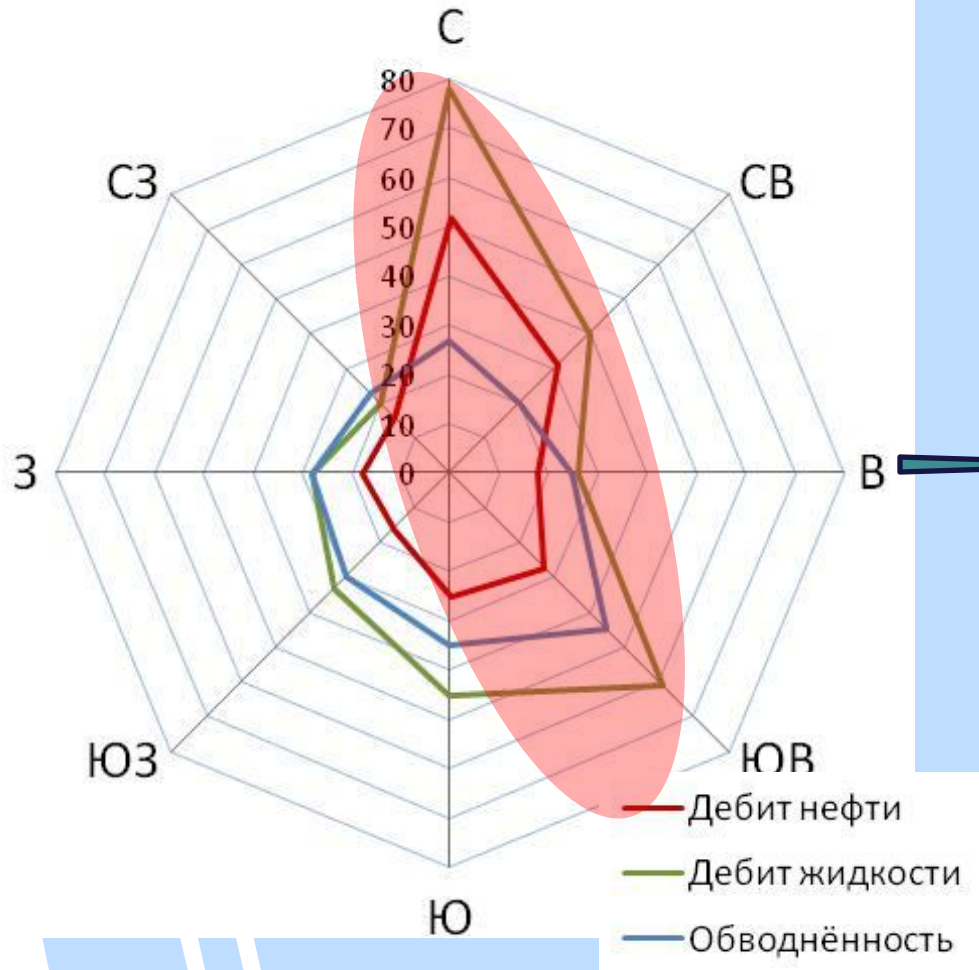 С
80
70
СЗ
60
СВ
50
40
30
20
10
З
0
В
ЮЗ
ЮВ
Дебит нефти
Дебит жидкости
Ю
Обводнённость